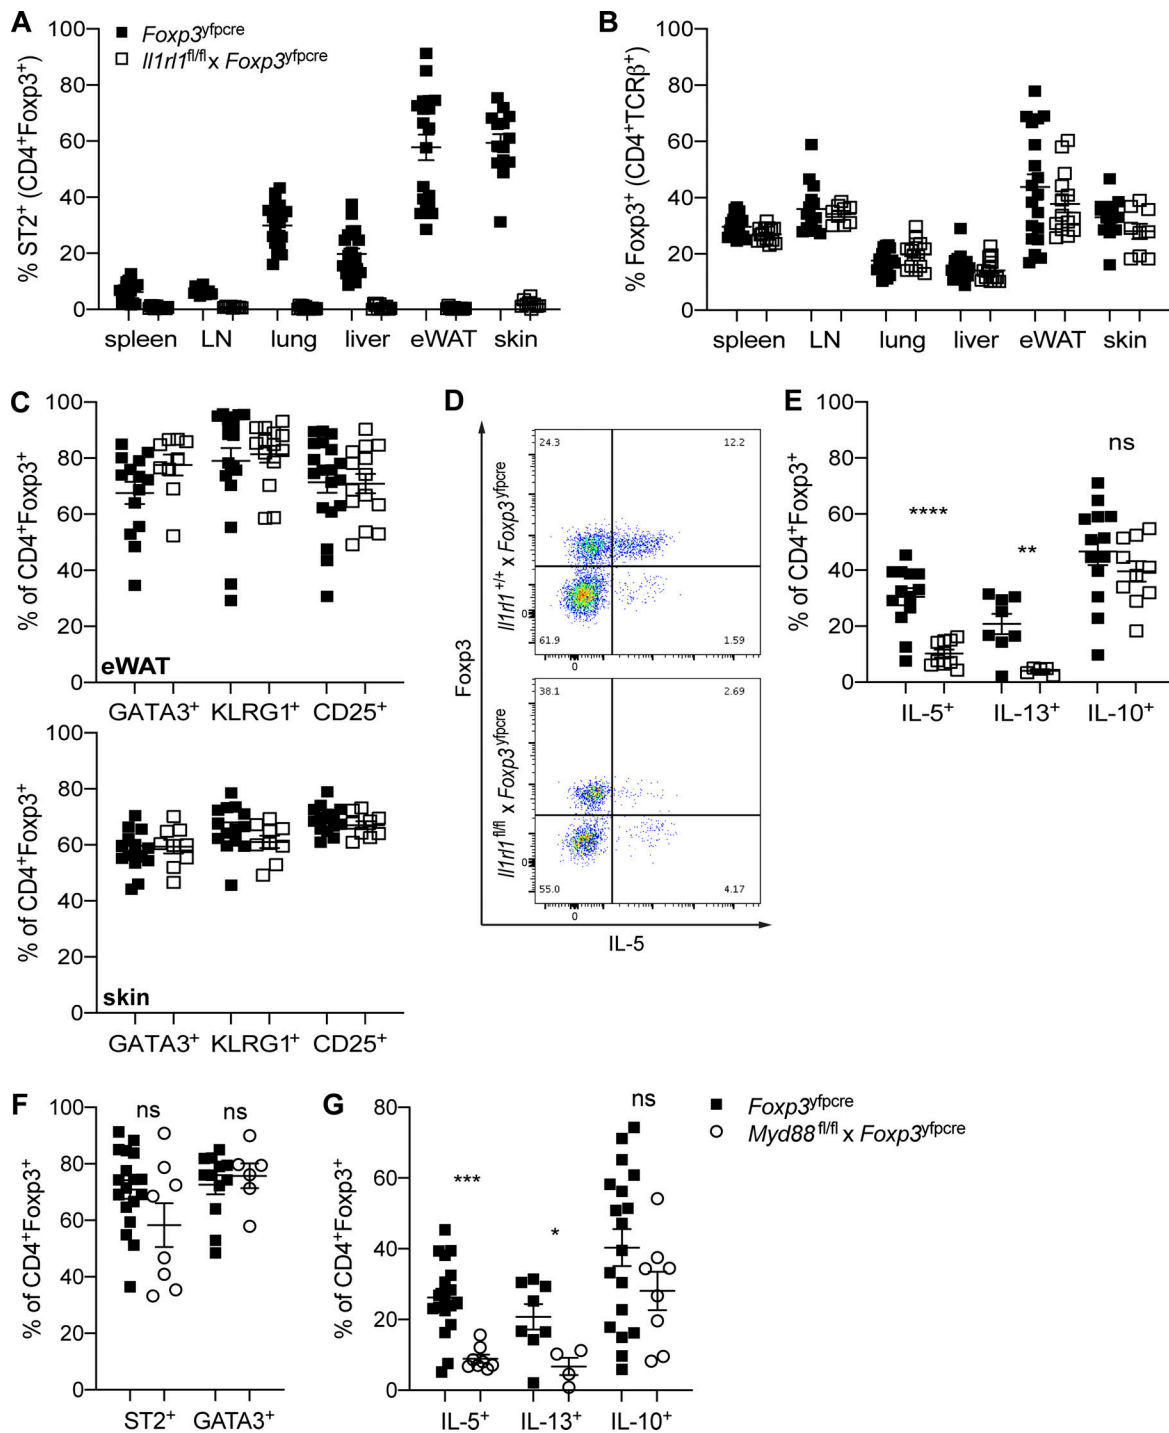 A
% ST2⁺ (CD4⁺Foxp3⁺)
100
80
60
40
20
0
Foxp3ʸᶠᵖᶜʳᵉ
Il1rl1ᶠˡ/ᶠˡ x Foxp3ʸᶠᵖᶜʳᵉ
spleen LN lung liver eWAT skin
B
% Foxp3⁺ (CD4⁺TCRβ⁺)
100
80
60
40
20
0
spleen LN lung liver eWAT skin
C
% of CD4⁺Foxp3⁺
100
80
60
40
20
0
eWAT
GATA3⁺ KLRG1⁺ CD25⁺
% of CD4⁺Foxp3⁺
100
80
60
40
20
0
skin
GATA3⁺ KLRG1⁺ CD25⁺
D
Foxp3
Il1rl1⁺/⁺ x Foxp3ʸᶠᵖᶜʳᵉ
24.3 12.2
0
61.9 1.59
0
Il1rl1ᶠˡ/ᶠˡ x Foxp3ʸᶠᵖᶜʳᵉ
38.1 2.69
0
55.0 4.17
0
IL-5
E
% of CD4⁺Foxp3⁺
100
80
60
40
20
0
****
**
ns
IL-5⁺ IL-13⁺ IL-10⁺
F
% of CD4⁺Foxp3⁺
100
80
60
40
20
0
ns ns
ST2⁺ GATA3⁺
G
% of CD4⁺Foxp3⁺
80
60
40
20
0
***
*
ns
IL-5⁺ IL-13⁺ IL-10⁺
Foxp3ʸᶠᵖᶜʳᵉ
Myd88ᶠˡ/ᶠˡ x Foxp3ʸᶠᵖᶜʳᵉ